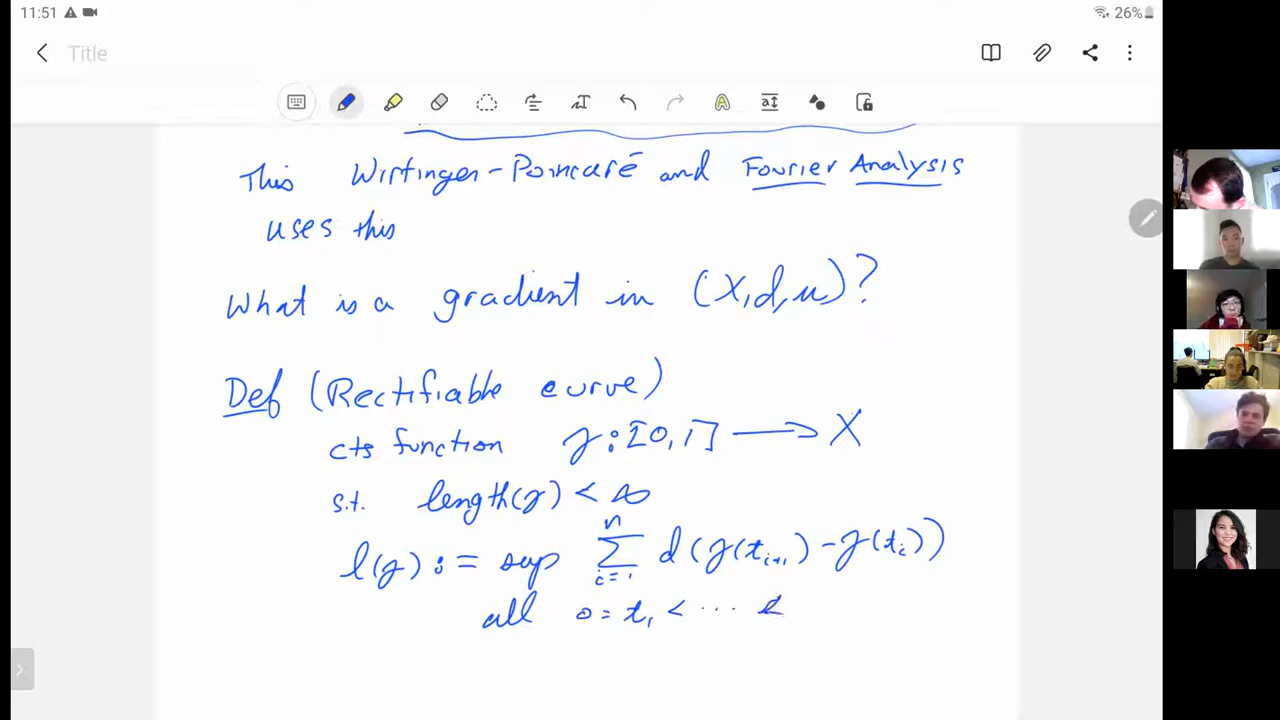 11:51
26%
Title
This Wirtinger-Poincaré and Fourier Analysis
uses this
What is a gradient in (X,d,μ)?
Def (Rectifiable curve)
cts function γ:[0,1] ⟶ X
s.t. length(γ) < ∞
l(γ) := sup ∑_{i=1}^{n} d(γ(t_{i+1}) - γ(t_i))
all 0 = t_1 < ··· <